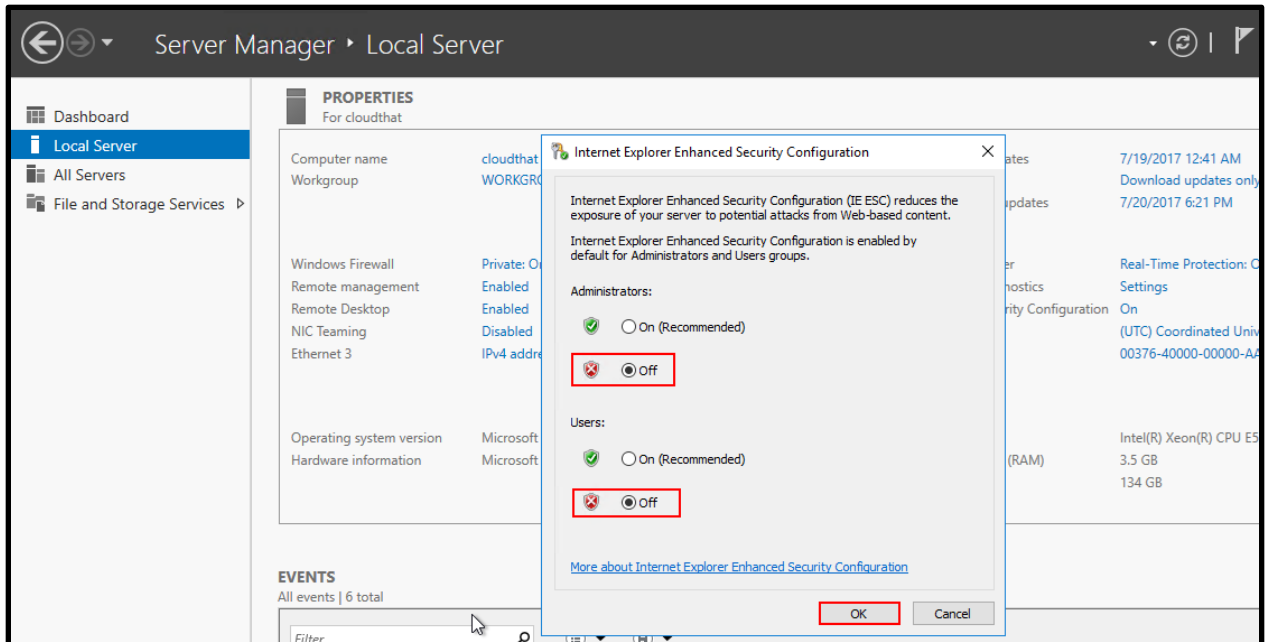 Server Manager ‣ Local Server
Dashboard
Local Server
All Servers
File and Storage Services
PROPERTIES
For cloudthat
Computer name cloudthat
Workgroup
Windows Firewall Private:
Remote management Enabled
Remote Desktop Enabled
NIC Teaming Disabled
Ethernet 3 IPv4
Operating system version Microsoft
Hardware information Microsoft
7/19/2017 12:41 AM
Download updates only
updates 7/20/2017 6:21 PM
Real-Time Protection:
Settings
Configuration On
(UTC) Coordinated
00376-40000-00000-
Intel(R) Xeon(R) CPU
(RAM) 3.5 GB
134 GB
Internet Explorer Enhanced Security Configuration
Internet Explorer Enhanced Security Configuration (IE ESC) reduces the
exposure of your server to potential attacks from Web-based content.
Internet Explorer Enhanced Security Configuration is enabled by
default for Administrators and Users groups.
Administrators:
On (Recommended)
Off
Users:
On (Recommended)
Off
More about Internet Explorer Enhanced Security Configuration
OK Cancel
EVENTS
All events | 6 total
Filter